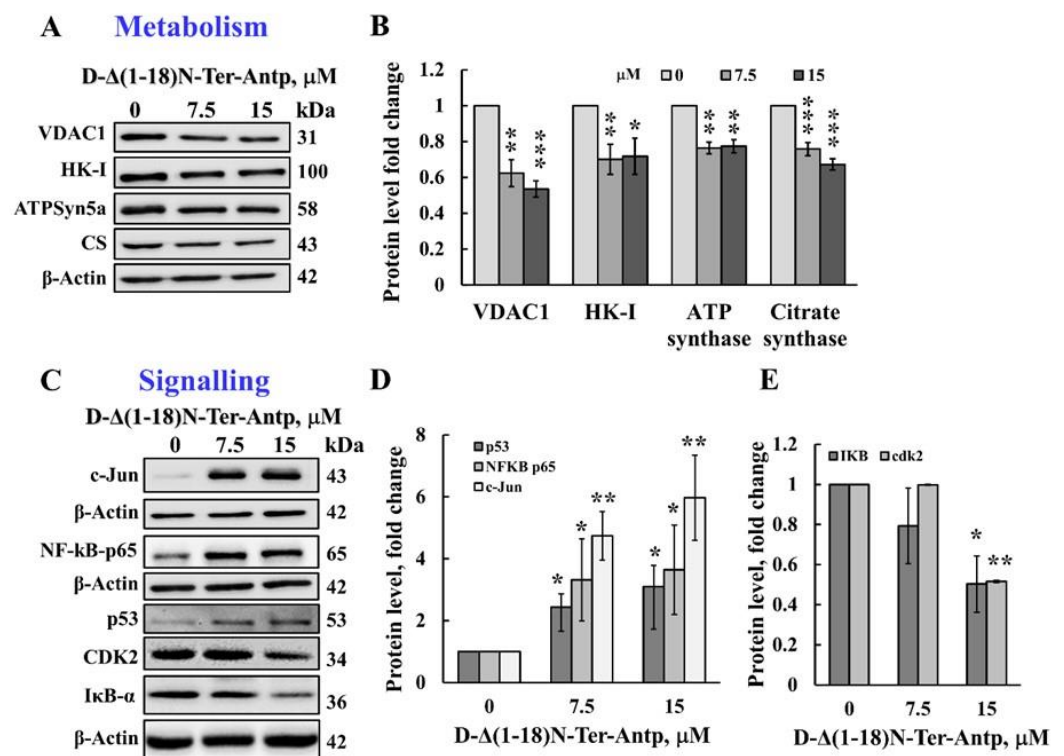 A Metabolism
D-Δ(1-18)N-Ter-Antp, μM
0 7.5 15 kDa
VDAC1 31
HK-I 100
ATPSyn5a 58
CS 43
β-Actin 42
B
μM 0 7.5 15
Protein level fold change
1.2
1
0.8
0.6
0.4
0.2
0
** *** ** * ** ** *** ***
VDAC1 HK-I ATP synthase Citrate synthase
C Signalling
D-Δ(1-18)N-Ter-Antp, μM
0 7.5 15 kDa
c-Jun 43
β-Actin 42
NF-kB-p65 65
β-Actin 42
p53 53
CDK2 34
IκB-α 36
β-Actin 42
D
p53
NFKB p65
c-Jun
Protein level, fold change
8
6
4
2
0
* * ** * * **
0 7.5 15
D-Δ(1-18)N-Ter-Antp, μM
E
IKB cdk2
Protein level, fold change
1.2
1
0.8
0.6
0.4
0.2
0
* **
0 7.5 15
D-Δ(1-18)N-Ter-Antp, μM